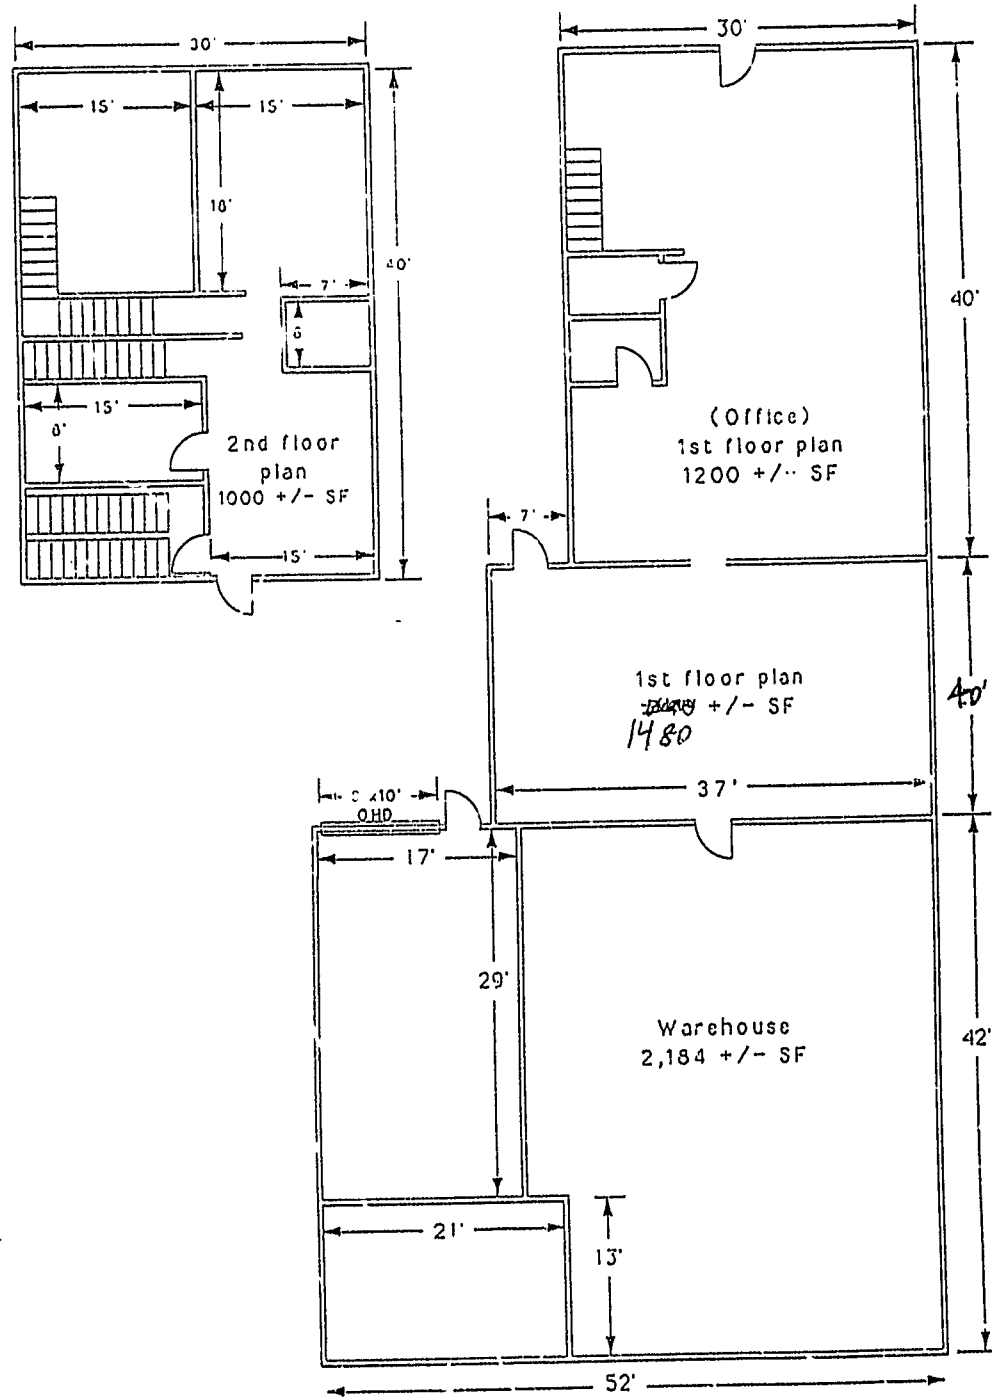 30'
15'
15'
18'
40'
7'
6
15'
8'
2nd floor
plan
1000 +/- SF
15'
30'
40'
(Office)
1st floor plan
1200 +/- SF
7'
1st floor plan
+/- SF
1480
40'
37'
x10'
OHD
17'
29'
Warehouse
2,184 +/- SF
42'
21'
13'
52'